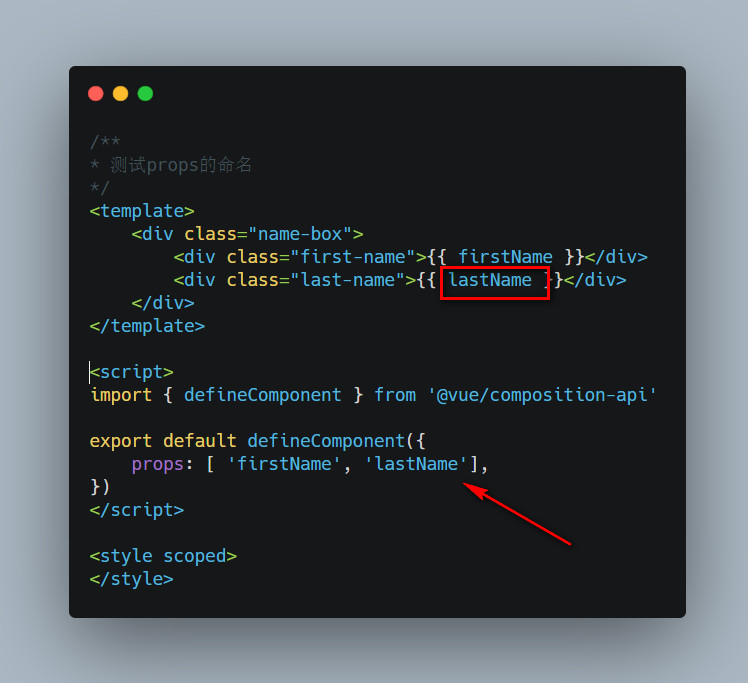 /**
* 测试props的命名
*/
<template>
    <div class="name-box">
        <div class="first-name">{{ firstName }}</div>
        <div class="last-name">{{ lastName }}</div>
    </div>
</template>
<script>
import { defineComponent } from '@vue/composition-api'
export default defineComponent({
    props: [ 'firstName', 'lastName'],
})
</script>
<style scoped>
</style>